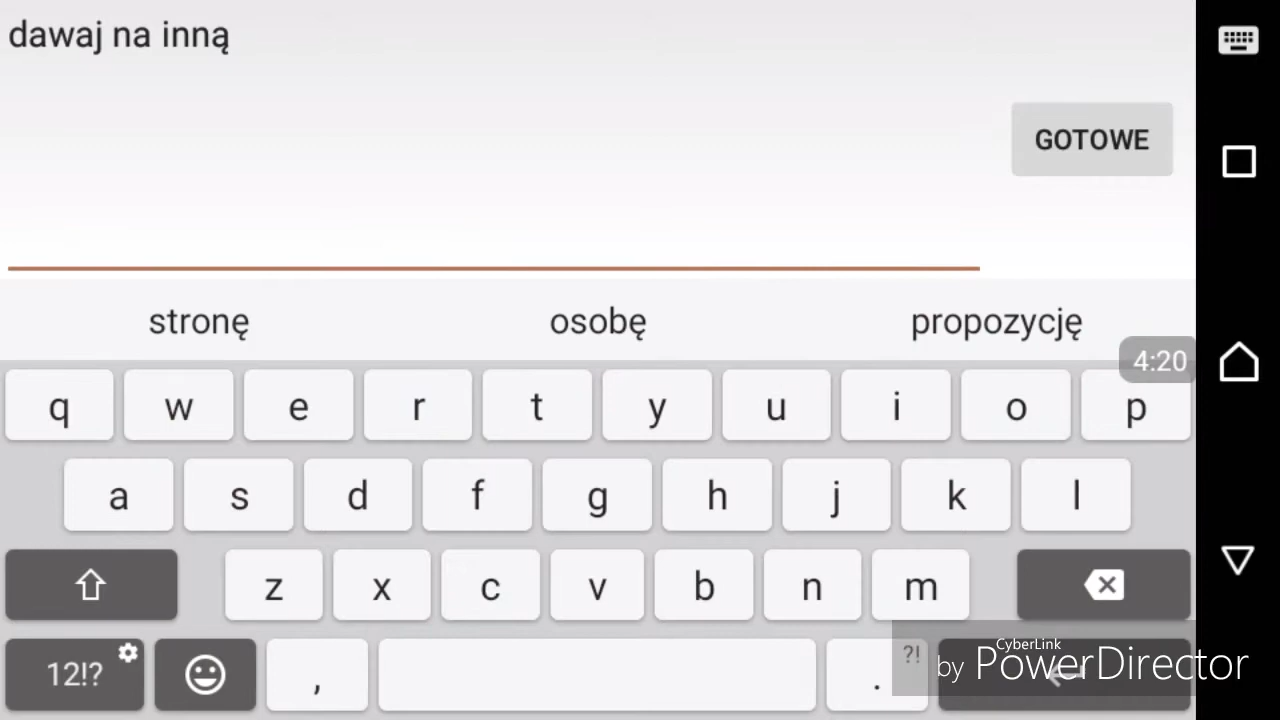 dawaj na inną
GOTOWE
stronę osobę propozycję
4:20
q w e r t y u i o p
a s d f g h j k l
z x c v b n m
12!? , . ?!
CyberLink
by PowerDirector